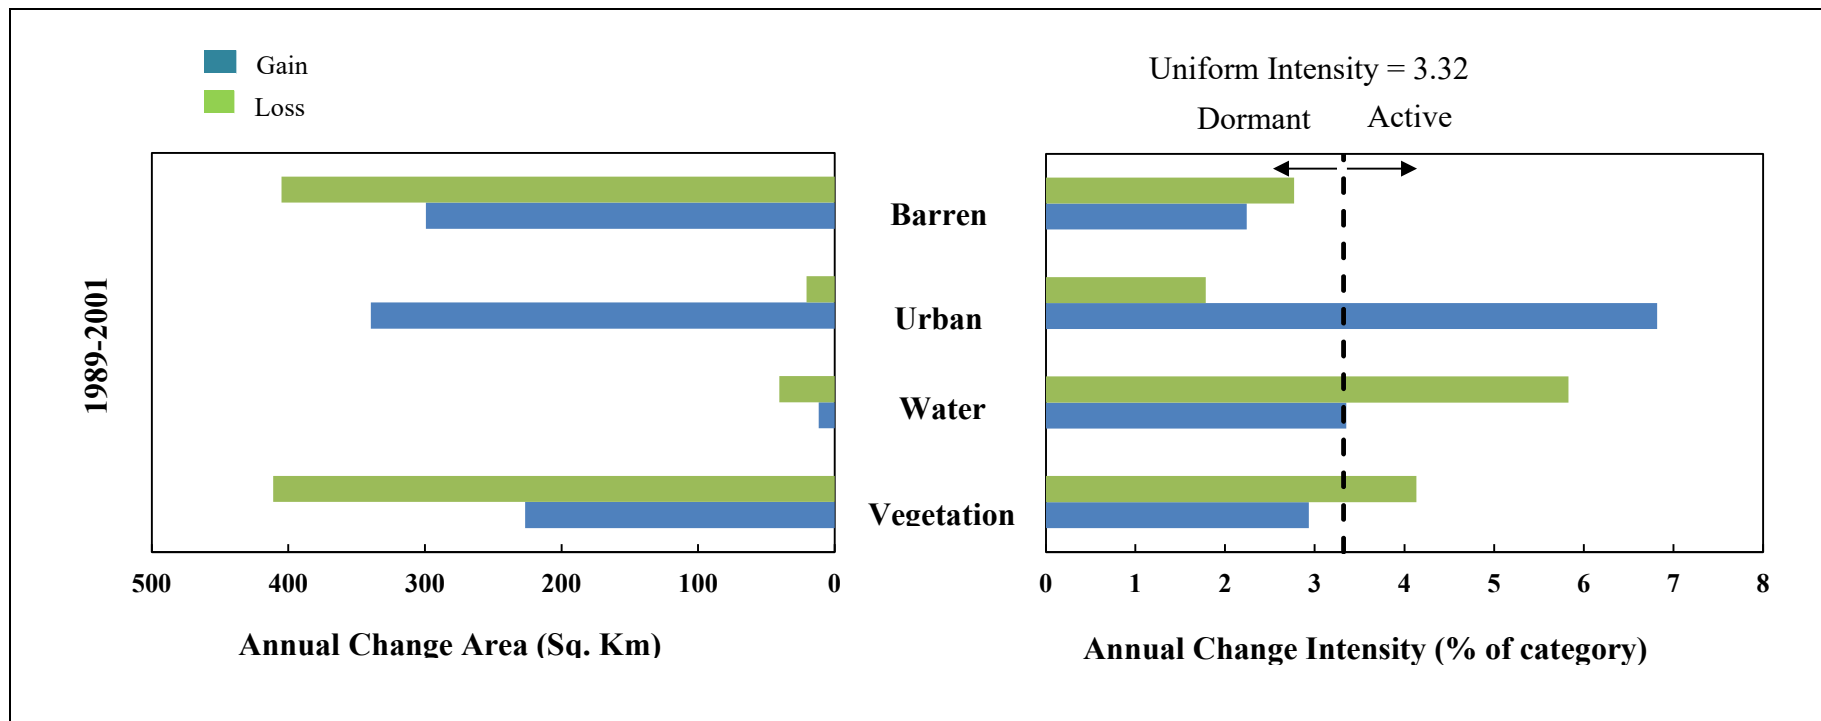 Gain
Loss
Uniform Intensity = 3.32
Dormant
Active
1989-2001
Barren
Urban
Water
Vegetation
500 400 300 200 100 0
0 1 2 3 4 5 6 7 8
Annual Change Area (Sq. Km)
Annual Change Intensity (% of category)